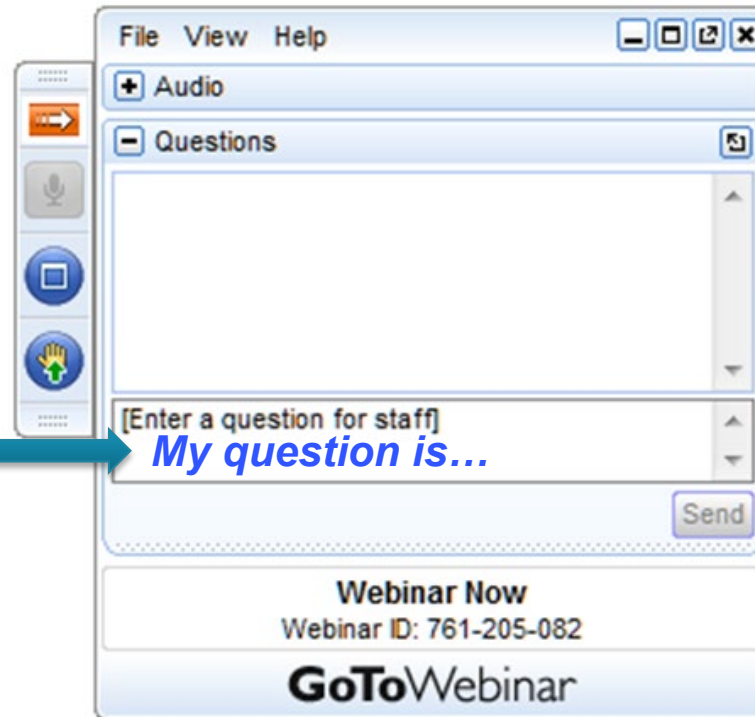 File View Help
Audio
Questions
[Enter a question for staff]
My question is...
Send
Webinar Now
Webinar ID: 761-205-082
GoToWebinar